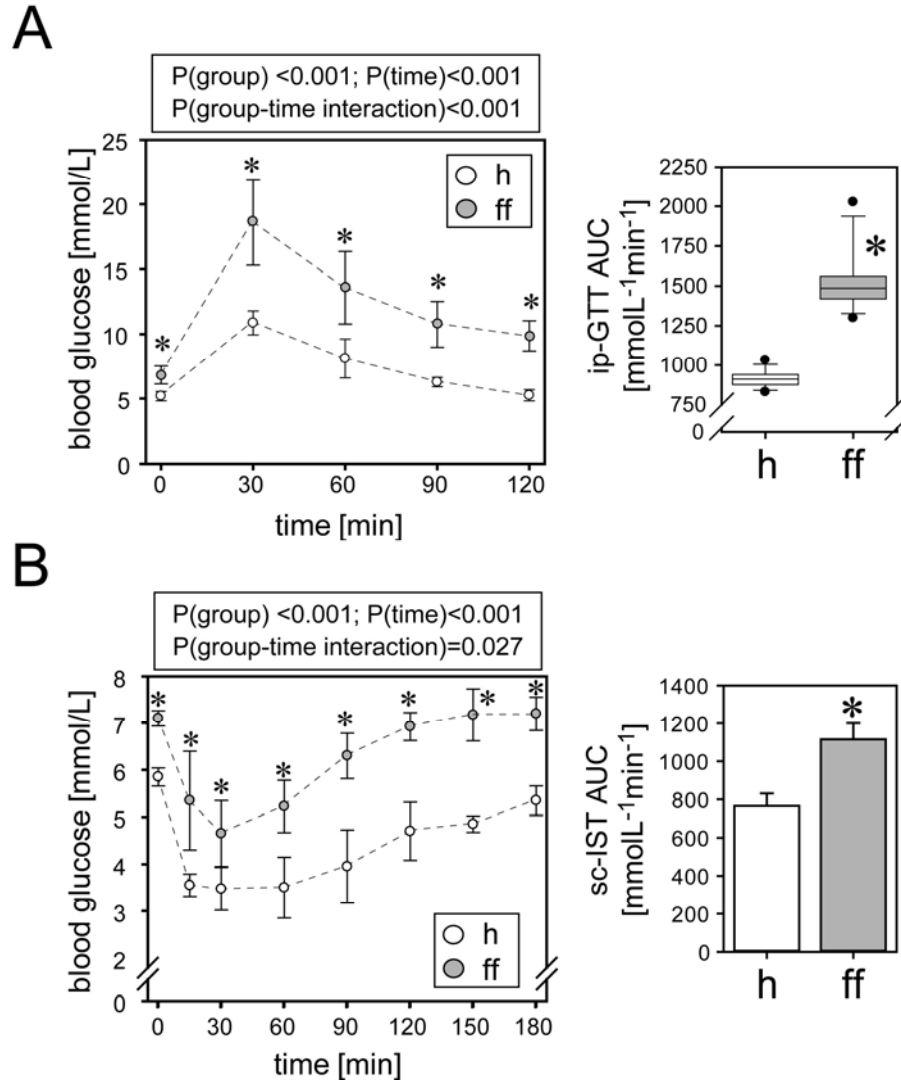 A
P(group) <0.001; P(time)<0.001
P(group-time interaction)<0.001
25
20
15
10
5
0
blood glucose [mmol/L]
* * * * *
h
ff
0 30 60 90 120
time [min]
2250
2000
1750
1500
1250
1000
750
0
ip-GTT AUC
[mmolL⁻¹min⁻¹]
*
h ff
B
P(group) <0.001; P(time)<0.001
P(group-time interaction)=0.027
8
7
6
5
4
3
2
0
blood glucose [mmol/L]
* * * * * * * *
h
ff
0 30 60 90 120 150 180
time [min]
1400
1200
1000
800
600
400
200
0
sc-IST AUC
[mmolL⁻¹min⁻¹]
*
h ff